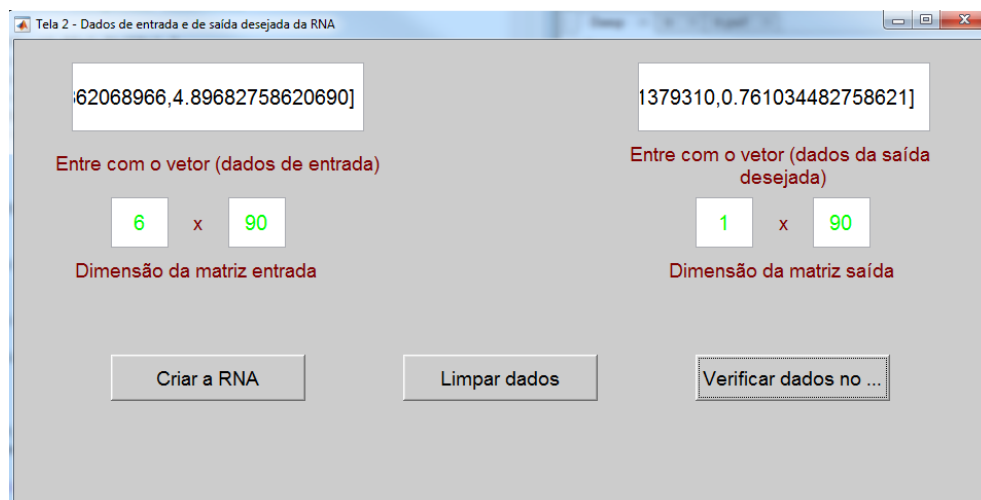 Tela 2 - Dados de entrada e de saída desejada da RNA
362068966,4.89682758620690]
1379310,0.761034482758621]
Entre com o vetor (dados de entrada)
Entre com o vetor (dados da saída
desejada)
6 x 90
1 x 90
Dimensão da matriz entrada
Dimensão da matriz saída
Criar a RNA
Limpar dados
Verificar dados no ...